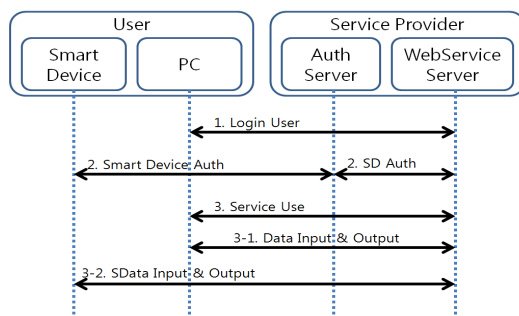 User
Service Provider
Smart
Device
PC
Auth
Server
WebService
Server
1. Login User
2. Smart Device Auth
2. SD Auth
3. Service Use
3-1. Data Input & Output
3-2. SData Input & Output